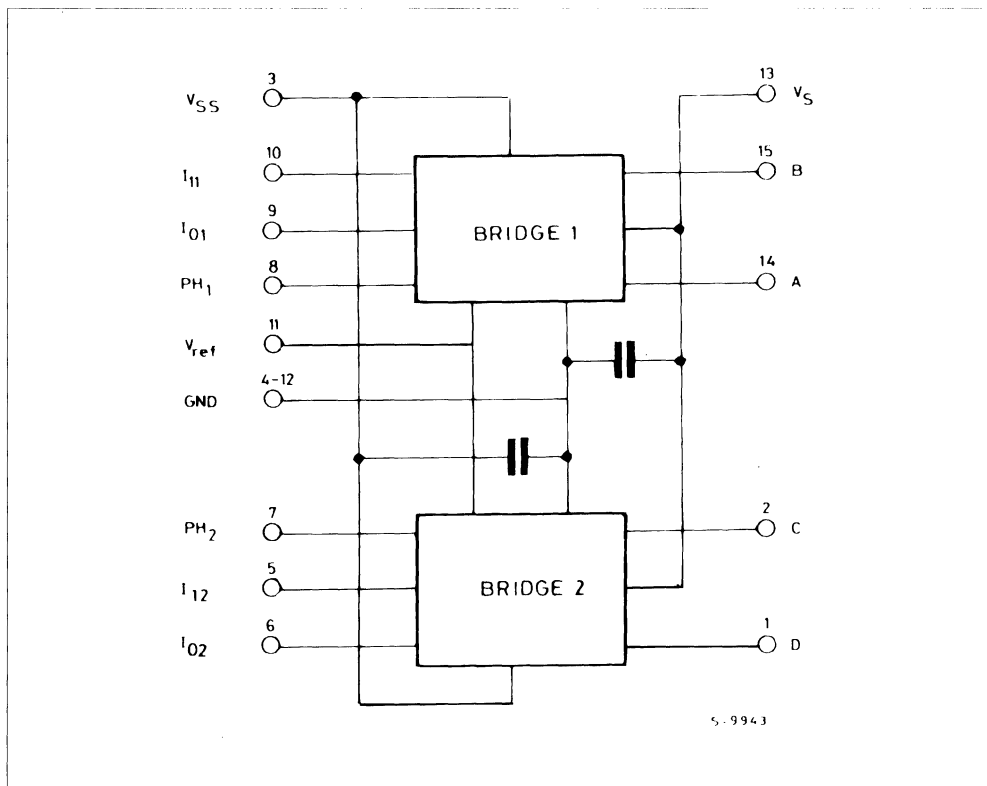 3
V_SS
13
V_S
10
I_11
15
B
9
I_01
BRIDGE 1
8
PH_1
14
A
11
V_ref
4-12
GND
7
PH_2
2
C
5
I_12
BRIDGE 2
6
I_02
1
D
S-9943